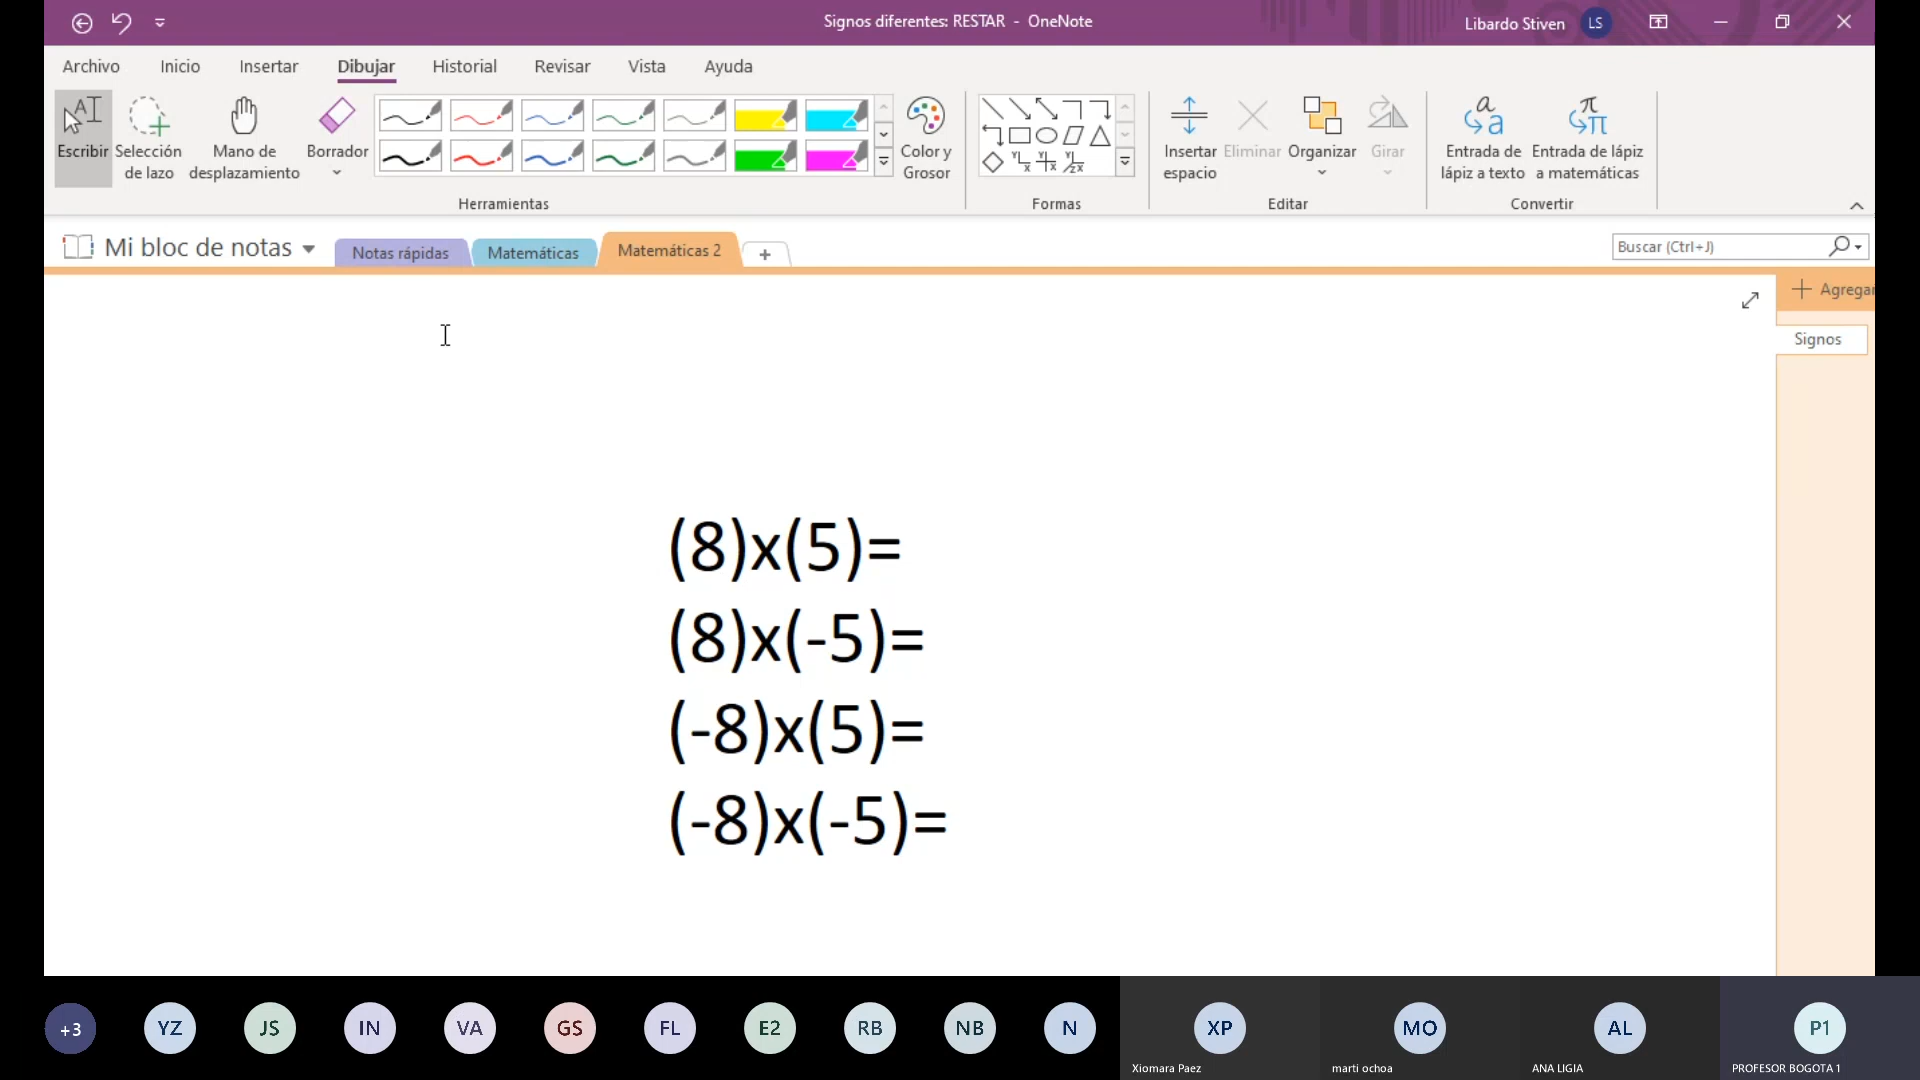 Signos diferentes: RESTAR - OneNote
Libardo Stiven LS
Archivo Inicio Insertar Dibujar Historial Revisar Vista Ayuda
Escribir
Selección de lazo
Mano de desplazamiento
Borrador
Color y Grosor
Insertar espacio
Eliminar
Organizar
Girar
Entrada de lápiz a texto
Entrada de lápiz a matemáticas
Herramientas Formas Editar Convertir
Mi bloc de notas Notas rápidas Matemáticas Matemáticas 2 +
Buscar (Ctrl+J)
Agregar
Signos
(8)x(5)=
(8)x(-5)=
(-8)x(5)=
(-8)x(-5)=
+3 YZ JS IN VA GS FL E2 RB NB N XP MO AL P1
Xiomara Paez marti ochoa ANA LIGIA PROFESOR BOGOTA 1